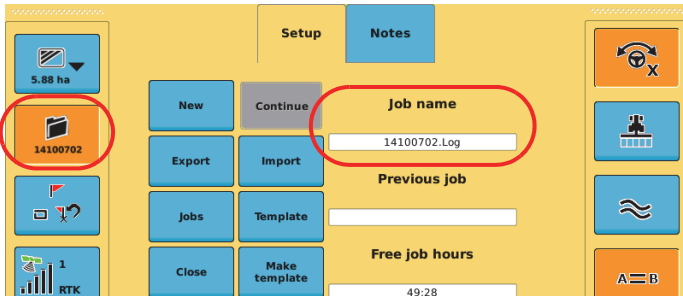 Setup
Notes
5.88 ha
14100702
1
RTK
New
Continue
Export
Import
Jobs
Template
Close
Make
template
Job name
14100702.Log
Previous job
Free job hours
49:28
X
A=B